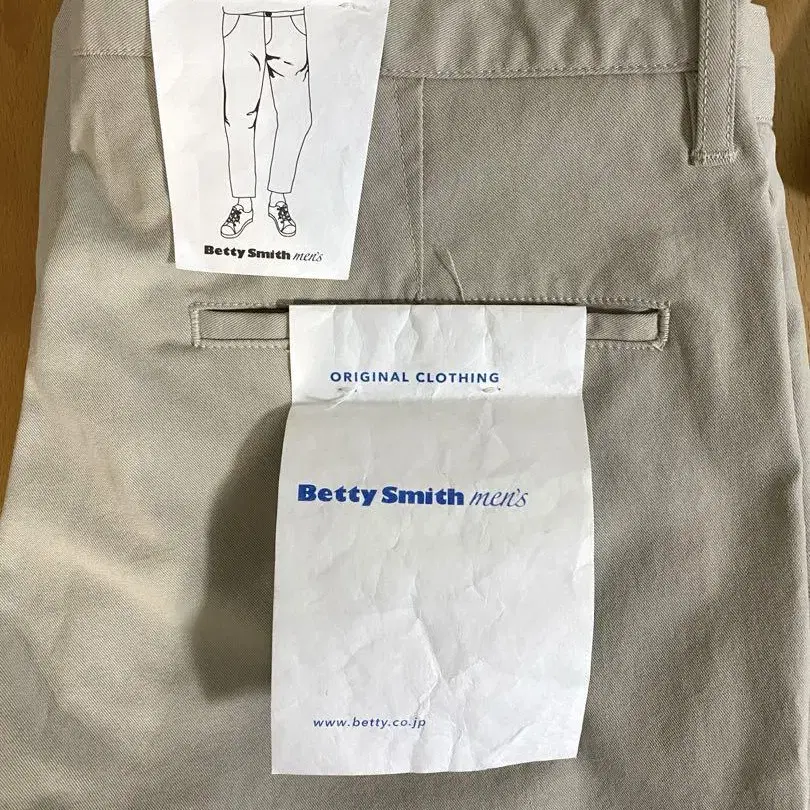 Betty Smith men's
ORIGINAL CLOTHING
Betty Smith men's
www.betty.co.jp